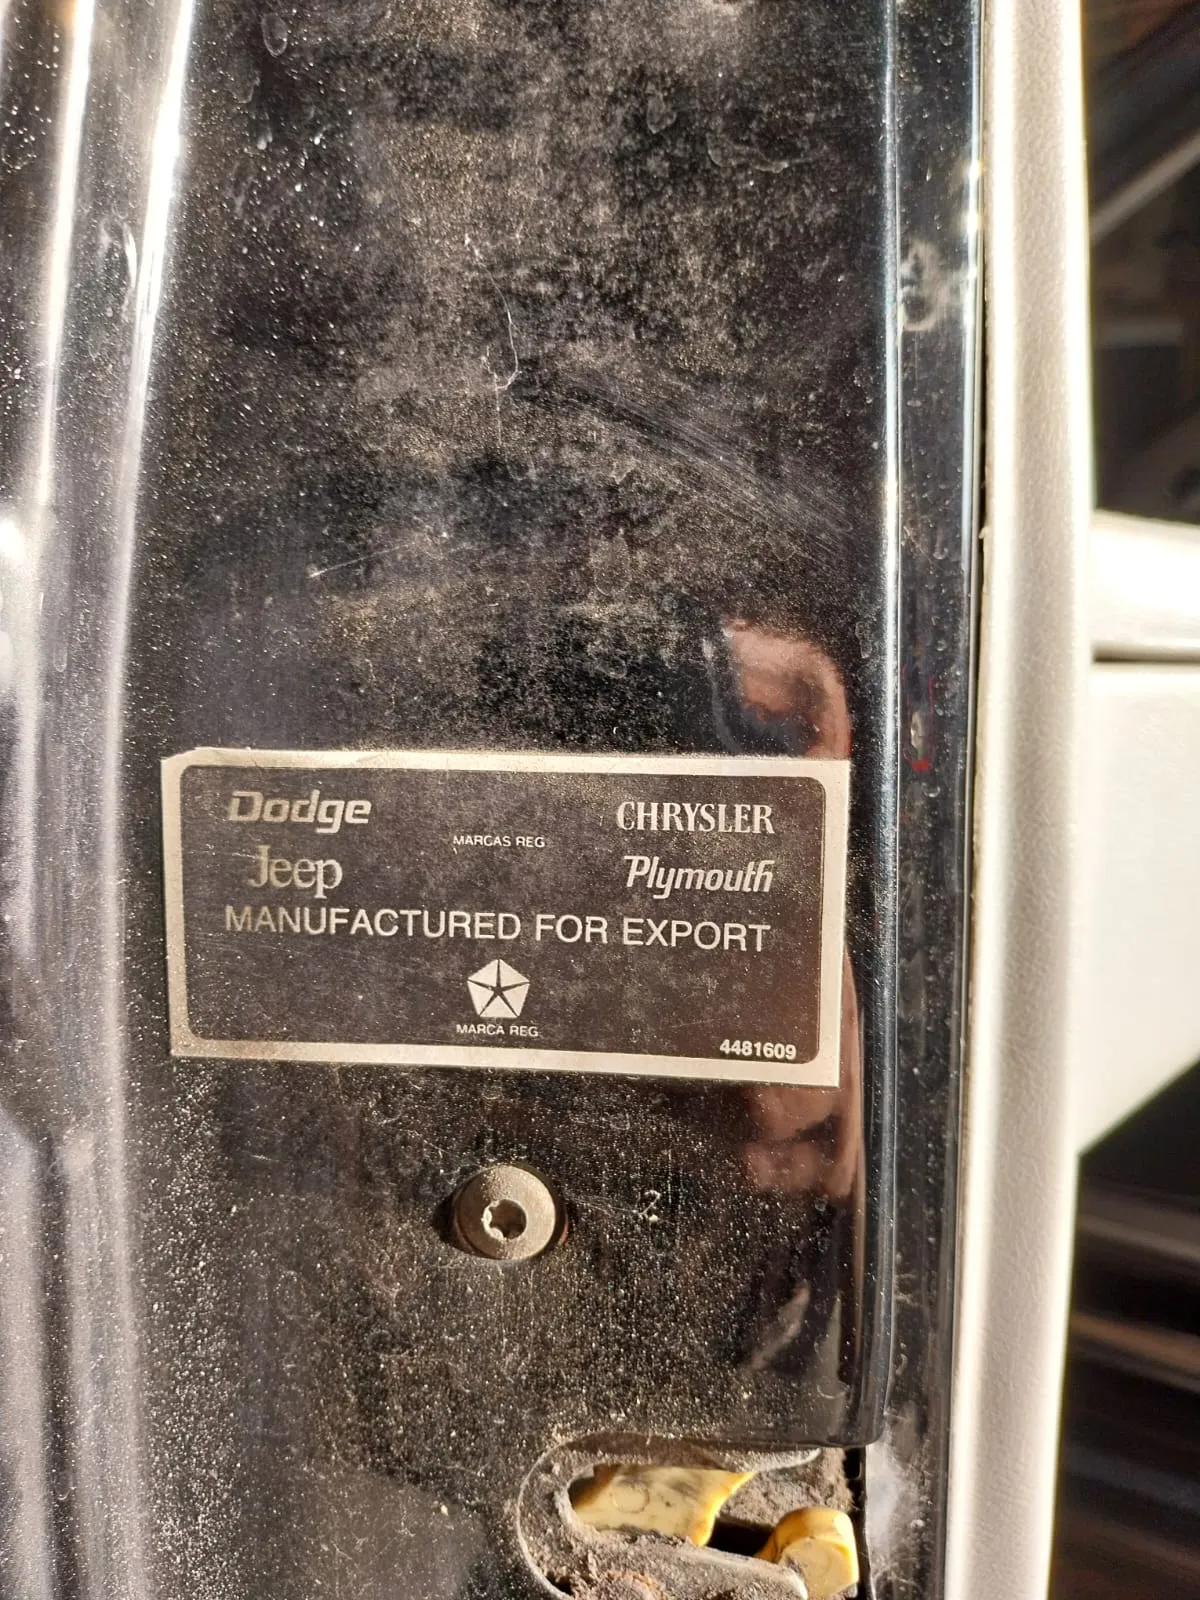 Dodge CHRYSLER
MARCAS REG
Jeep Plymouth
MANUFACTURED FOR EXPORT
MARCA REG
4481609